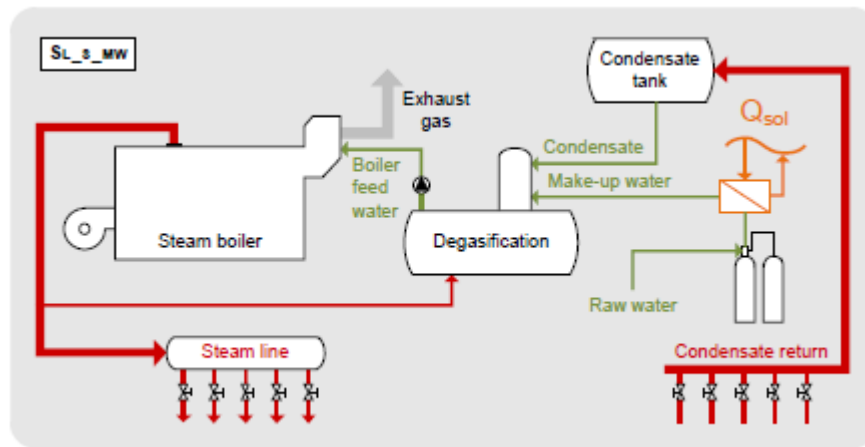 SL_S_MW
Condensate
tank
Exhaust
gas
Qsol
Condensate
Boiler
feed
water
Make-up water
Steam boiler
Degasification
Raw water
Steam line
Condensate return